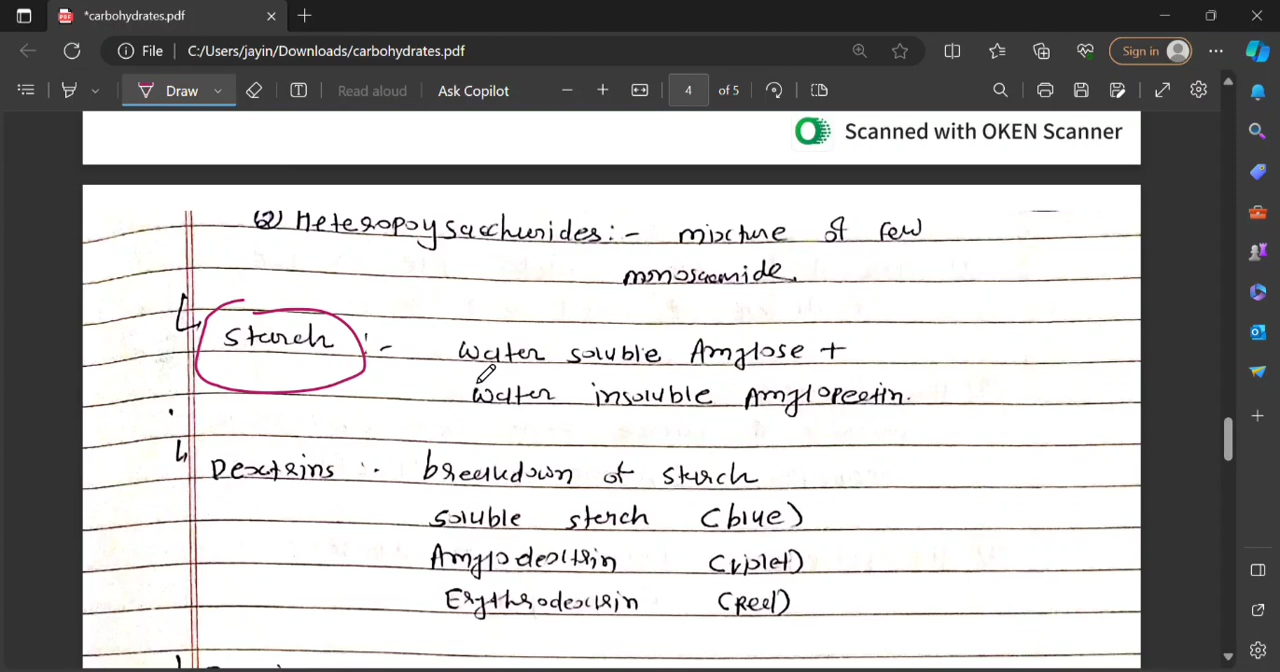 *carbohydrates.pdf
File
C:/Users/jayin/Downloads/carbohydrates.pdf
Sign in
Draw
Read aloud
Ask Copilot
4
of 5
Scanned with OKEN Scanner
(2) Heteropoysacchurides:- mixture of few
starch :- Water soluble Amylose +
Water insoluble Amylopectin.
Dextrins :- breakdown of starch
soluble sterch (blue)
Amylodextrin (violet)
Erythrodextrin (Red)